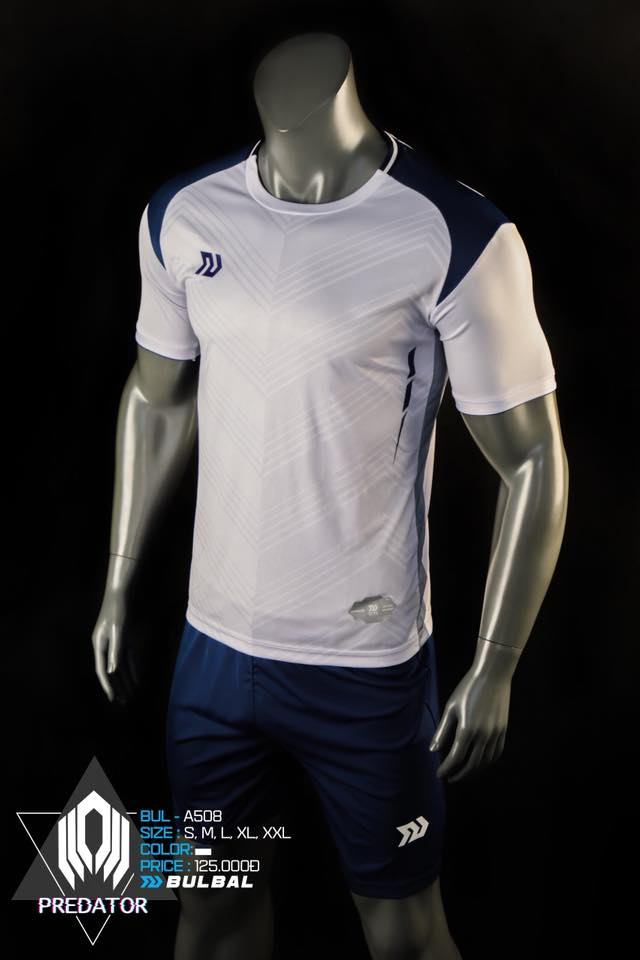 BUL - A508
SIZE : S, M, L, XL, XXL
COLOR:
PRICE : 125.000Đ
BULBAL
PREDATOR